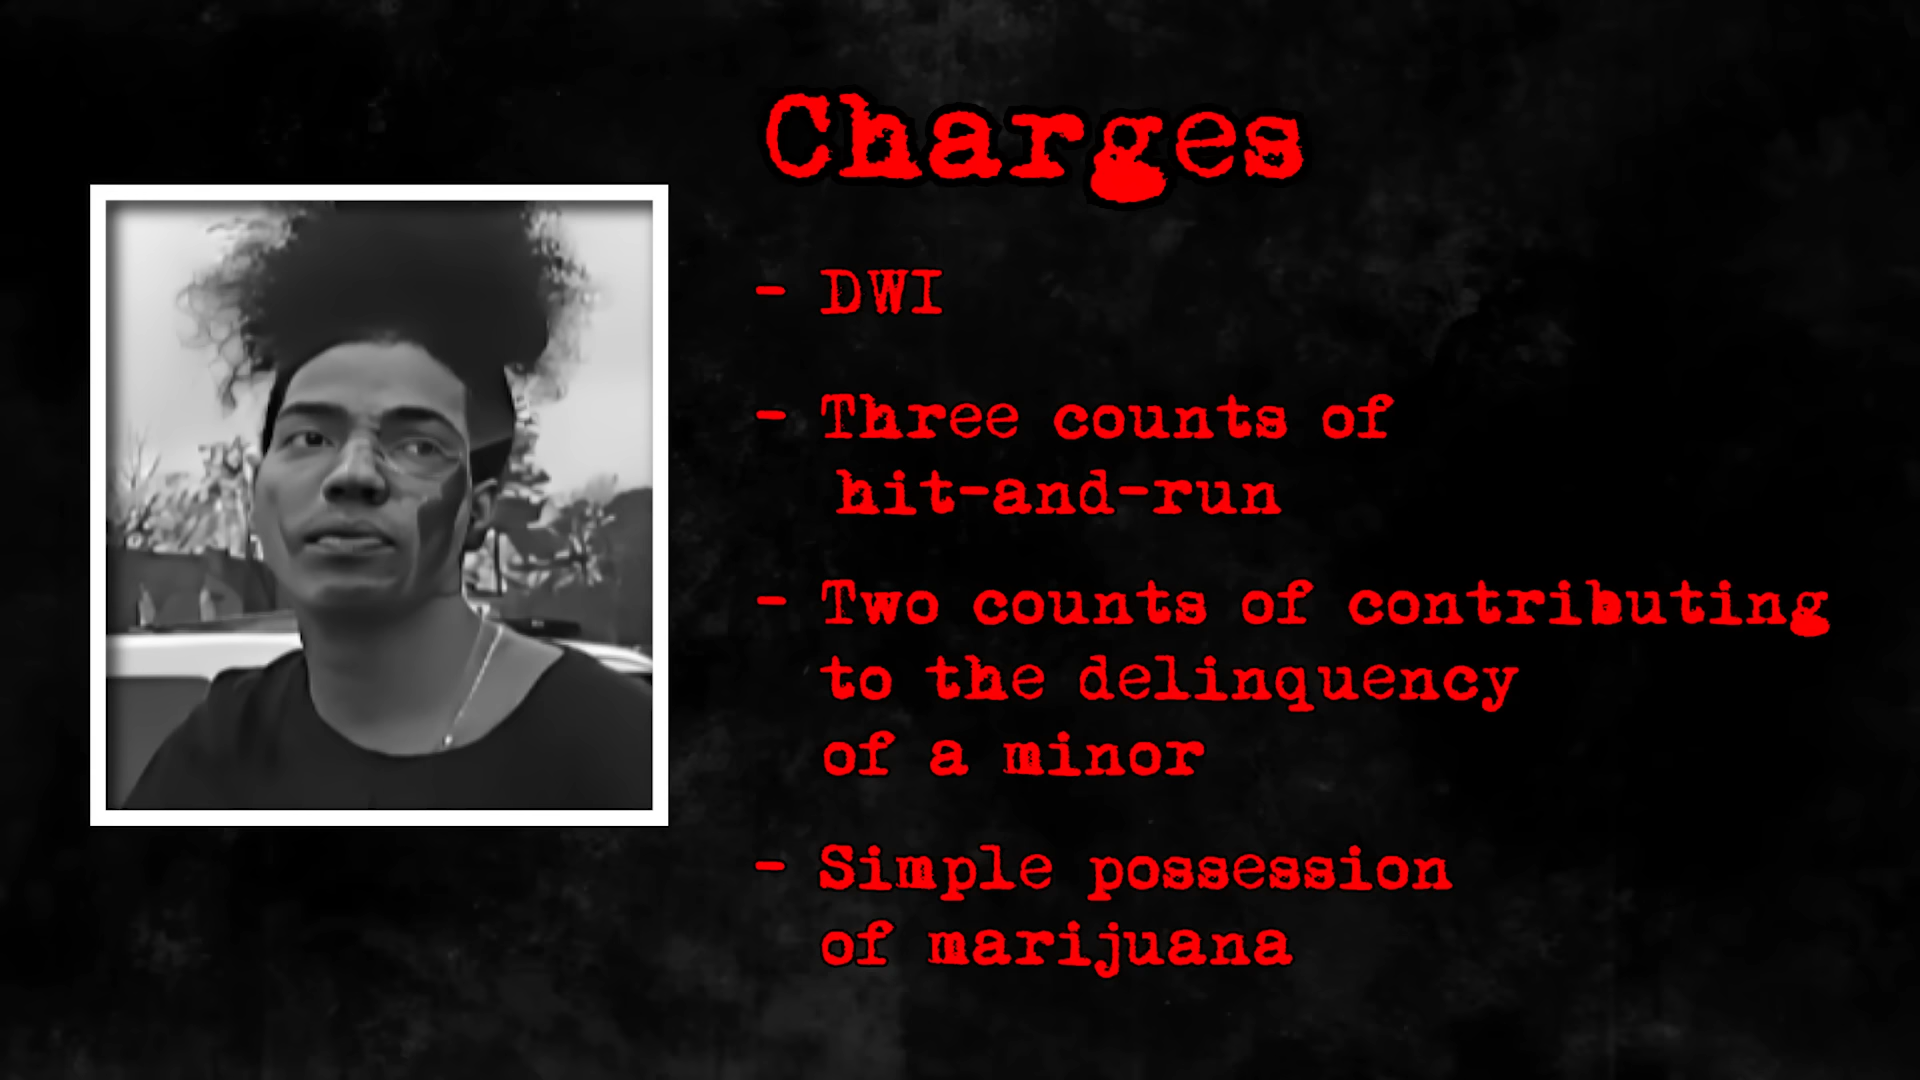 Charges
- DWI
- Three counts of
hit-and-run
- Two counts of contributing
to the delinquency
of a minor
- Simple possession
of marijuana